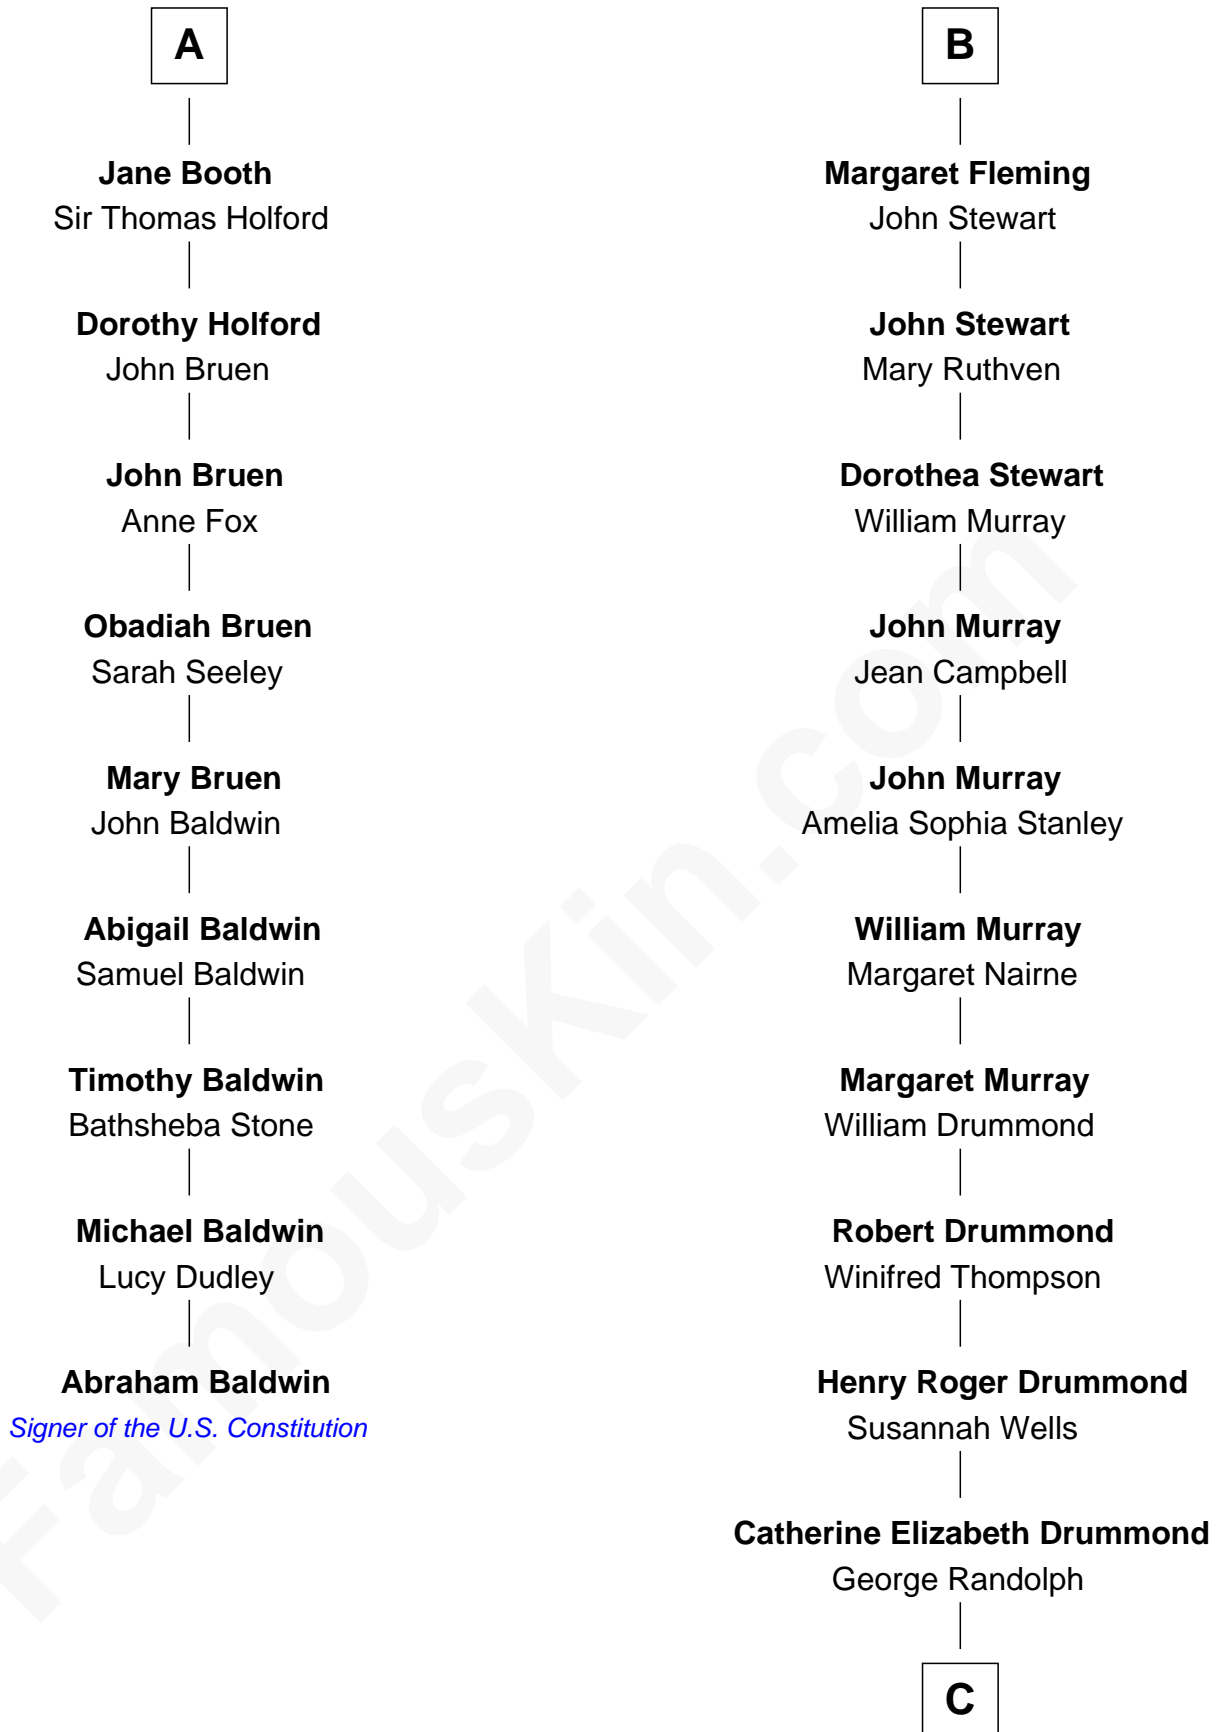 A
Jane Booth
Sir Thomas Holford
Dorothy Holford
John Bruen
John Bruen
Anne Fox
Obadiah Bruen
Sarah Seeley
Mary Bruen
John Baldwin
Abigail Baldwin
Samuel Baldwin
Timothy Baldwin
Bathsheba Stone
Michael Baldwin
Lucy Dudley
Abraham Baldwin
Signer of the U.S. Constitution
B
Margaret Fleming
John Stewart
John Stewart
Mary Ruthven
Dorothea Stewart
William Murray
John Murray
Jean Campbell
John Murray
Amelia Sophia Stanley
William Murray
Margaret Nairne
Margaret Murray
William Drummond
Robert Drummond
Winifred Thompson
Henry Roger Drummond
Susannah Wells
Catherine Elizabeth Drummond
George Randolph
C
FamousKin.com